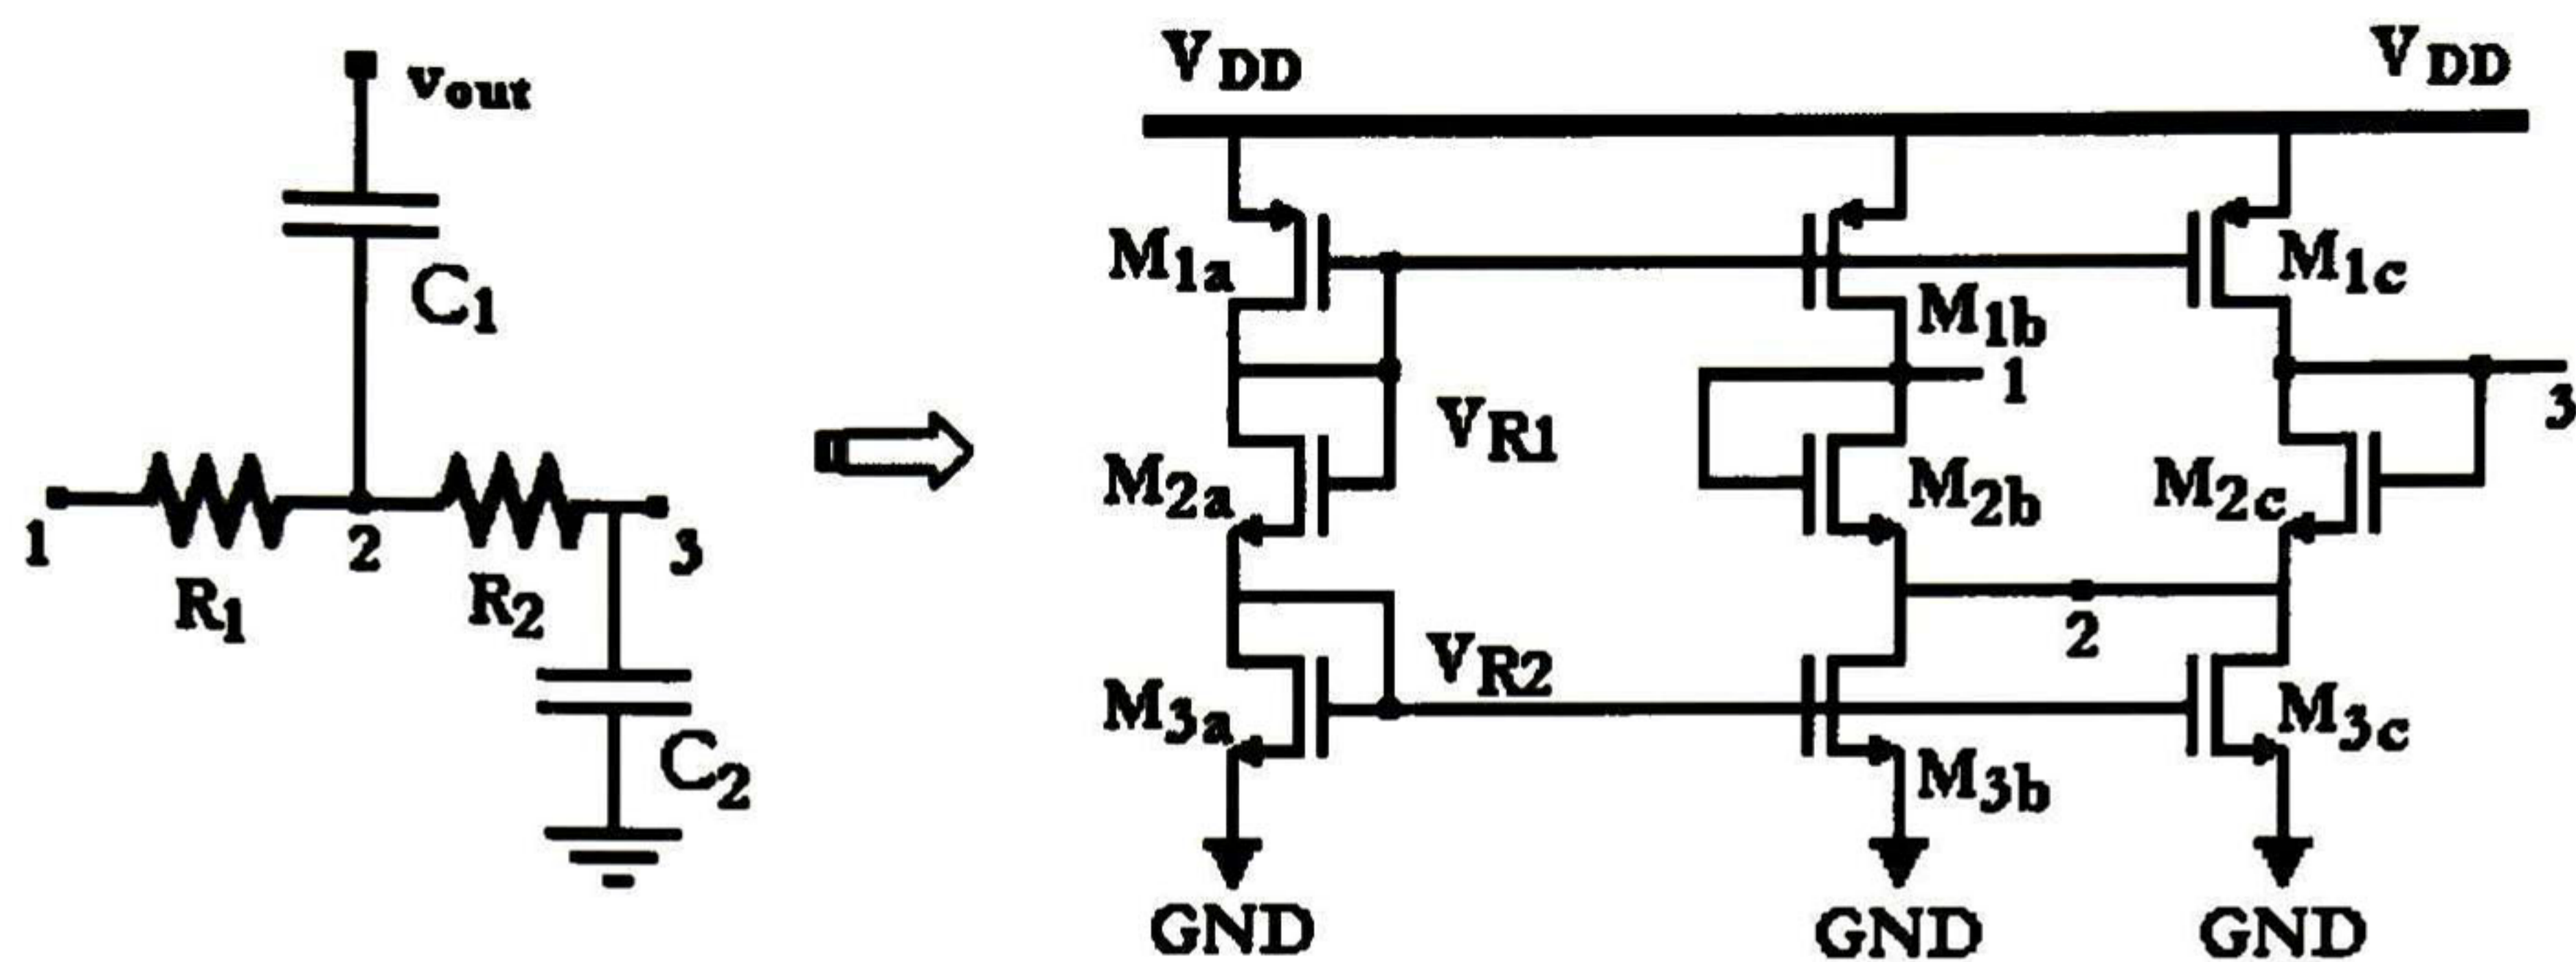 vout
C1
1
R1
2
R2
3
C2
VDD
VDD
M1a
M1b
M1c
VR1
1
3
M2a
M2b
M2c
2
VR2
M3a
M3b
M3c
GND
GND
GND